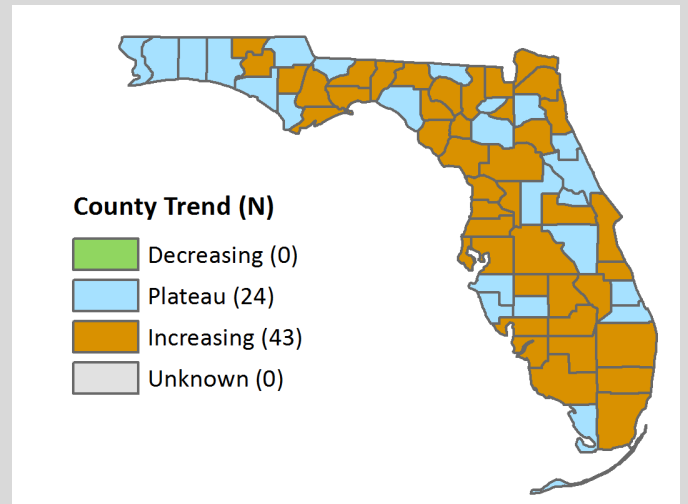 County Trend (N)
Decreasing (0)
Plateau (24)
Increasing (43)
Unknown (0)